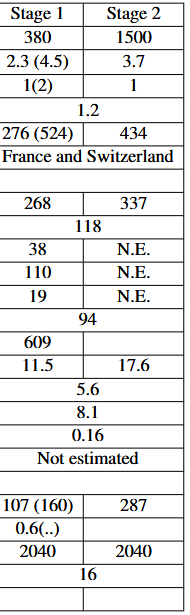 Stage 1 Stage 2
380 1500
2.3 (4.5) 3.7
1(2) 1
1.2
276 (524) 434
France and Switzerland
268 337
118
38 N.E.
110 N.E.
19 N.E.
94
609
11.5 17.6
5.6
8.1
0.16
Not estimated
107 (160) 287
0.6(..)
2040 2040
16